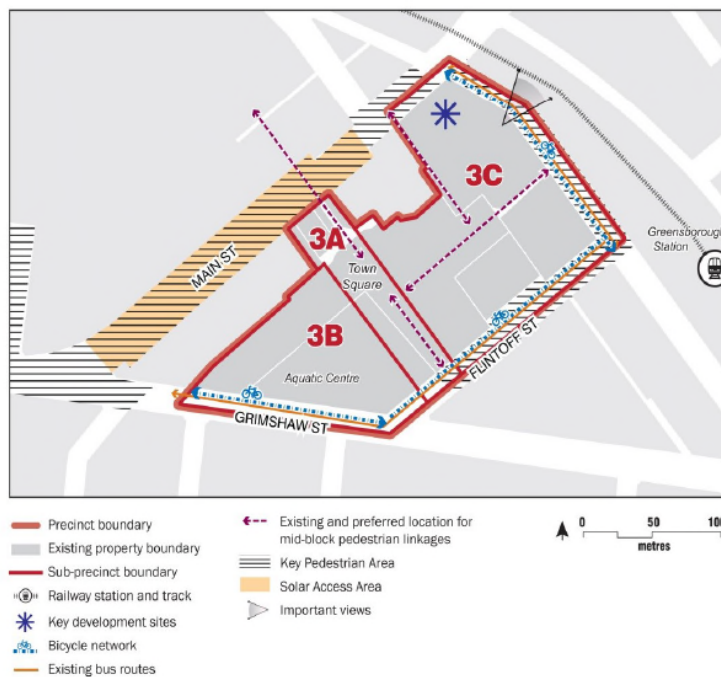 3C
Greensborough
Station
3A
Town
Square
MAIN ST
3B
FLINTOFF ST
Aquatic Centre
GRIMSHAW ST
Precinct boundary
Existing property boundary
Sub-precinct boundary
Railway station and track
Key development sites
Bicycle network
Existing bus routes
Existing and preferred location for
mid-block pedestrian linkages
Key Pedestrian Area
Solar Access Area
Important views
0 50 100
metres